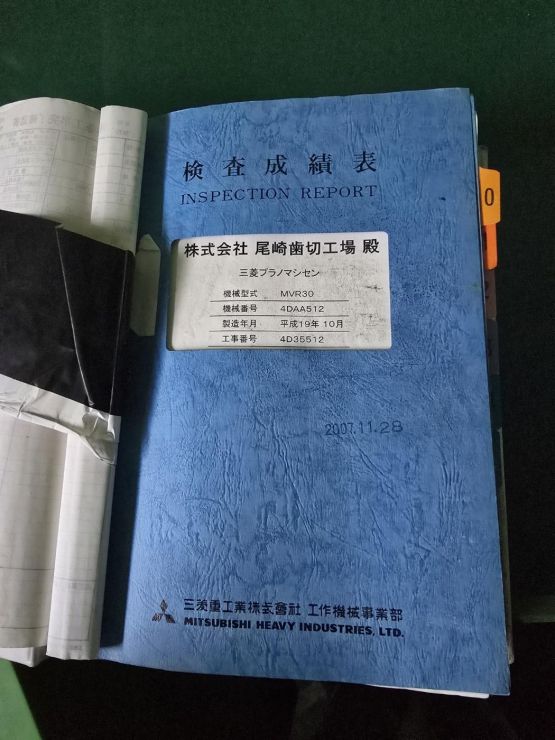 検査成績表
INSPECTION REPORT
株式会社 尾崎歯切工場 殿
三菱プラノマシセン
機械型式 MVR30
機械番号 4DAA512
製造年月 平成19年 10月
工事番号 4D35512
2007.11.28
三菱重工業株式會社 工作機械事業部
MITSUBISHI HEAVY INDUSTRIES, LTD.
0